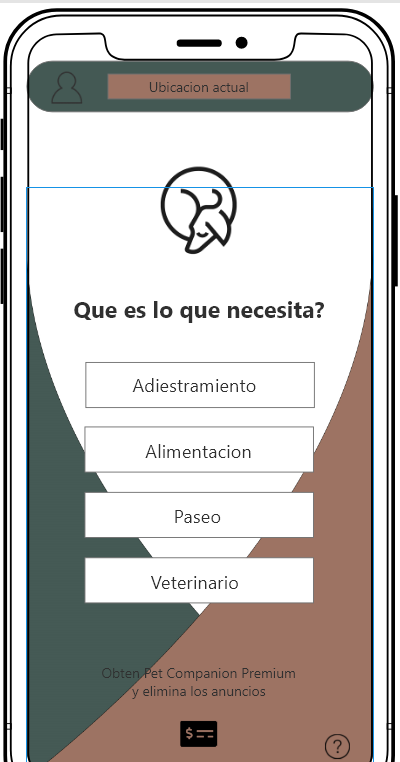 Ubicacion actual
Que es lo que necesita?
Adiestramiento
Alimentacion
Paseo
Veterinario
Obten Pet Companion Premium
y elimina los anuncios
$
?